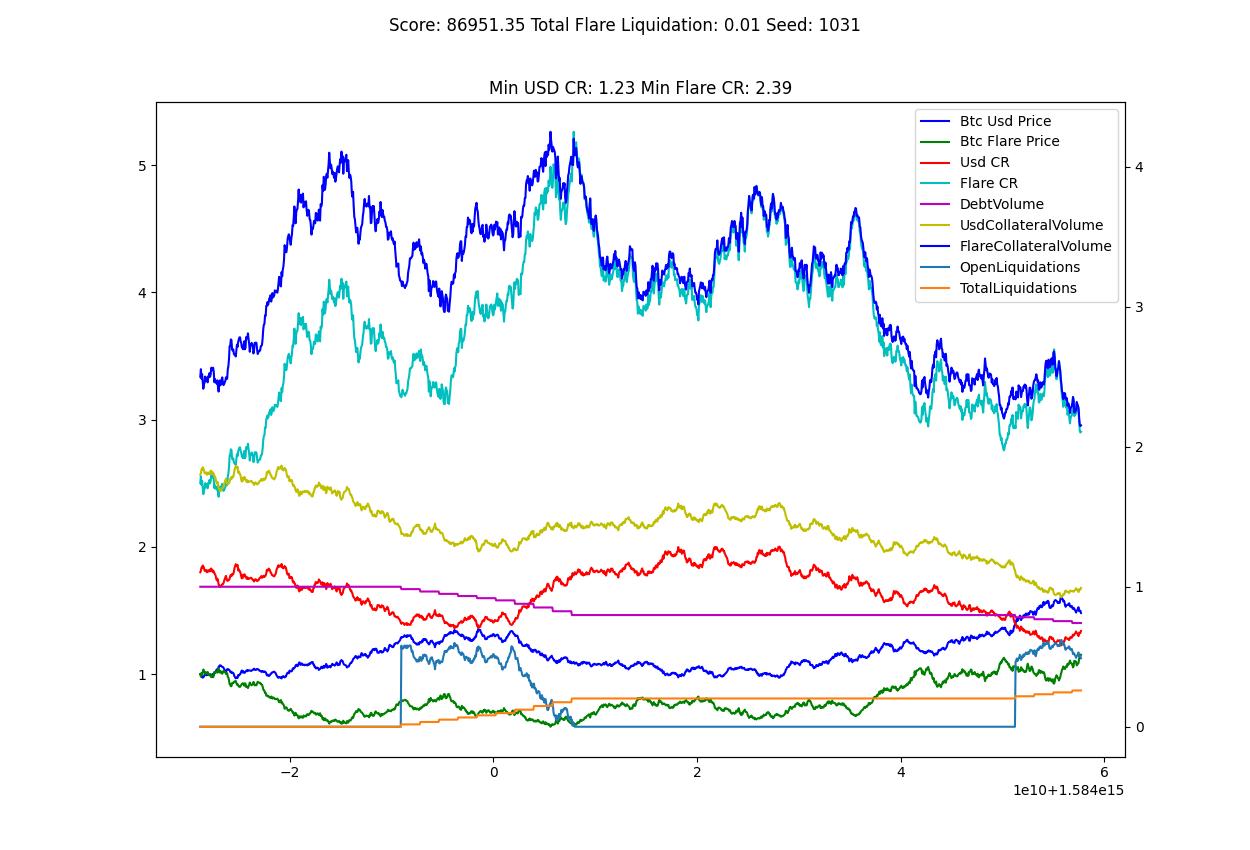 Score: 86951.35 Total Flare Liquidation: 0.01 Seed: 1031
Min USD CR: 1.23 Min Flare CR: 2.39
Btc Usd Price
Btc Flare Price
Usd CR
Flare CR
DebtVolume
UsdCollateralVolume
FlareCollateralVolume
OpenLiquidations
TotalLiquidations
5
4
3
2
1
4
3
2
1
0
−2
0
2
4
6
1e10+1.584e15